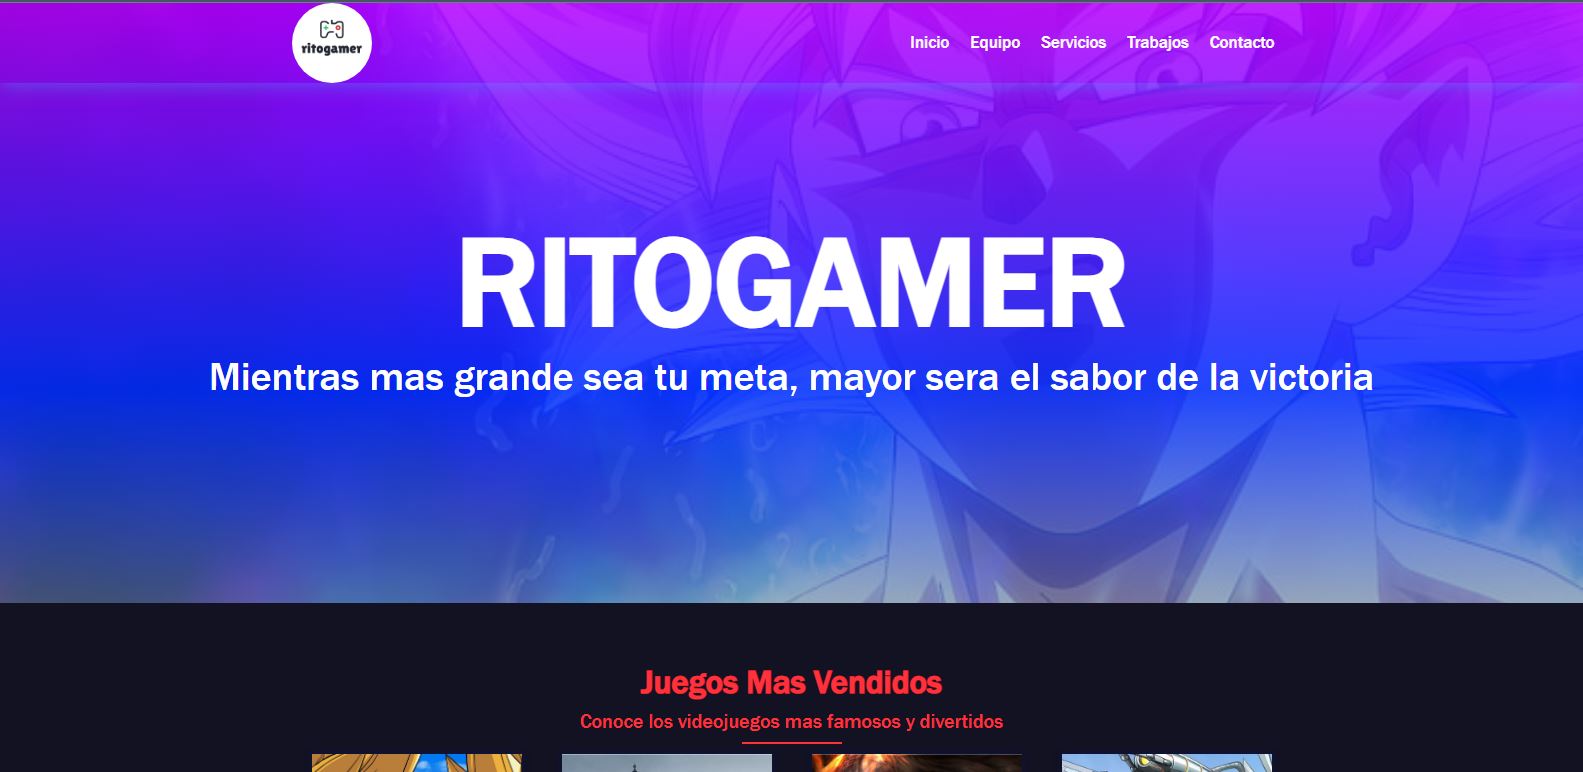 ritogamer
Inicio Equipo Servicios Trabajos Contacto
RITOGAMER
Mientras mas grande sea tu meta, mayor sera el sabor de la victoria
Juegos Mas Vendidos
Conoce los videojuegos mas famosos y divertidos